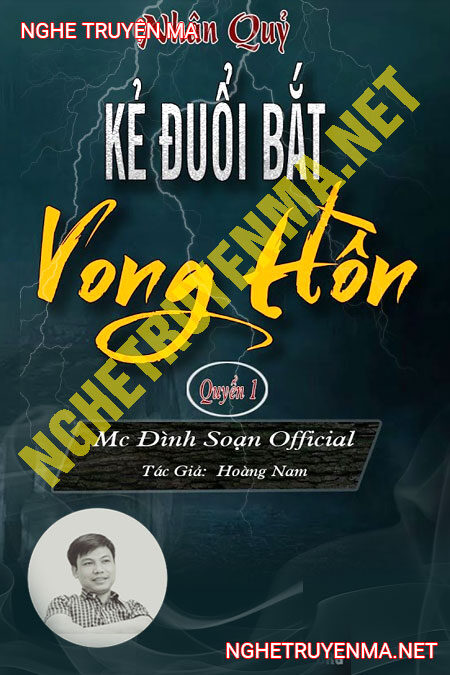 NGHE TRUYỆN MA
Nhân Quỷ
KẺ ĐUỔI BẮT
Vong Hồn
NGHETRUYENMA.NET
Quyển 1
Mc Đình Soạn Official
Tác Giả: Hoàng Nam
NGHETRUYENMA.NET